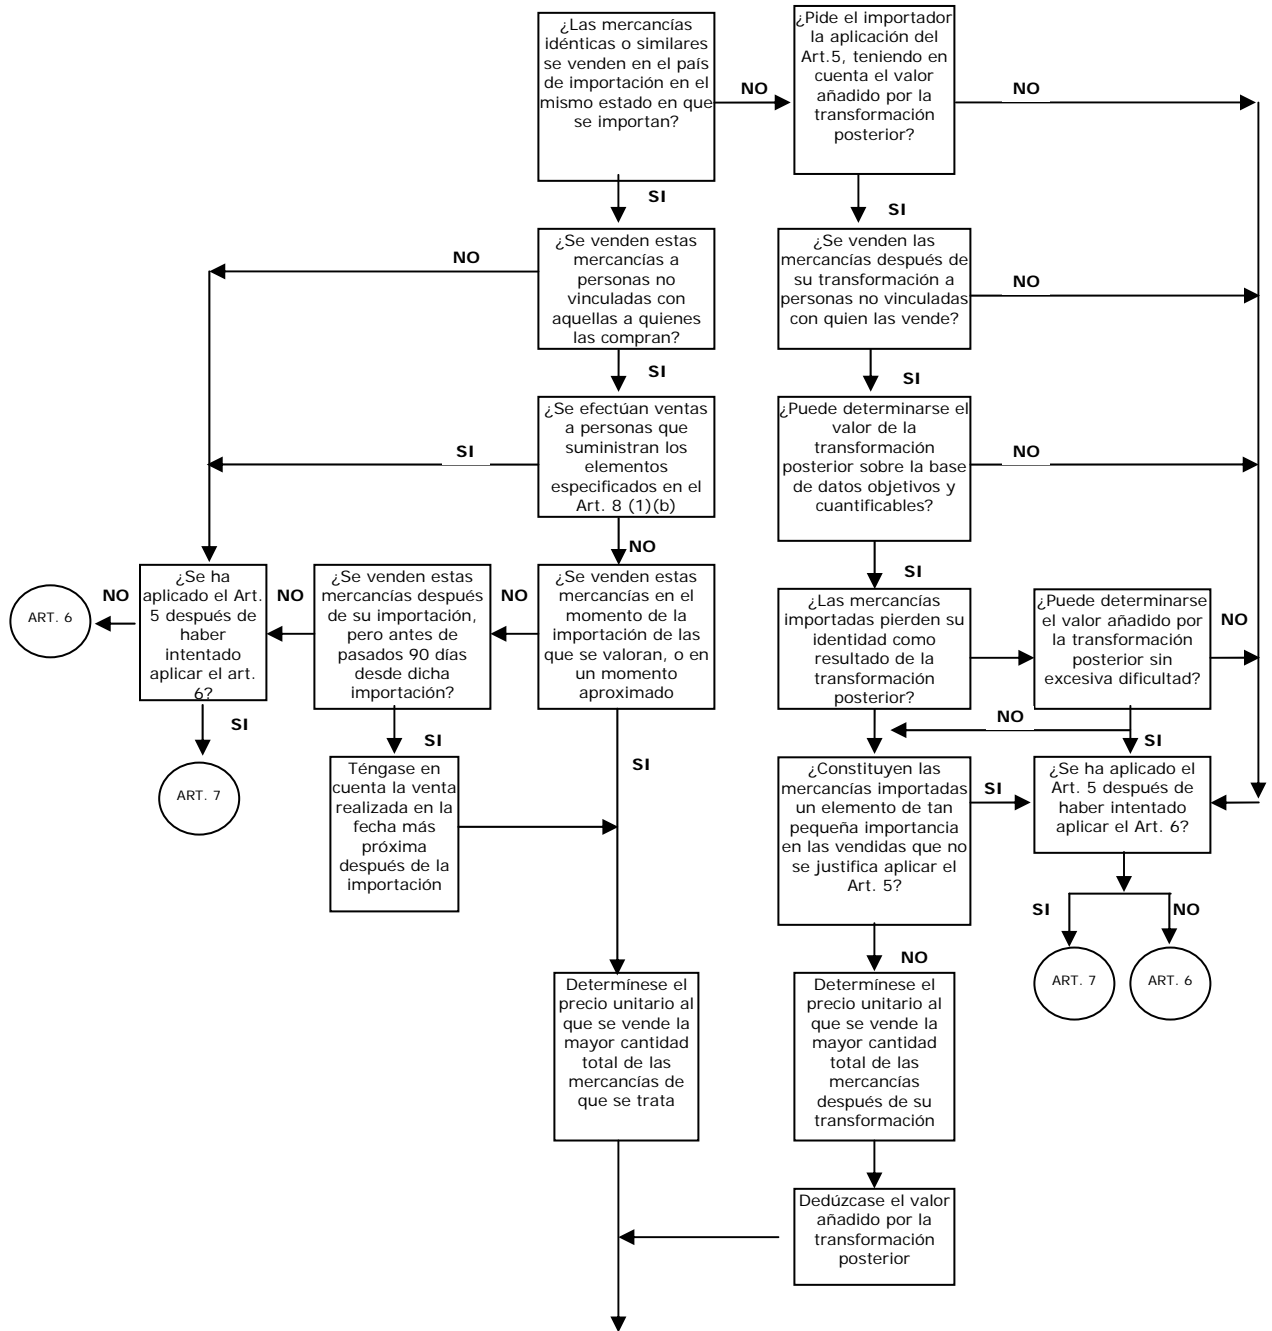 ¿Las mercancías
idénticas o similares
se venden en el país
de importación en el
mismo estado en que
se importan?
NO
¿Pide el importador
la aplicación del
Art.5, teniendo en
cuenta el valor
añadido por la
transformación
posterior?
NO
SI
SI
¿Se venden estas
mercancías a
personas no
vinculadas con
aquellas a quienes
las compran?
NO
¿Se venden las
mercancías después de
su transformación a
personas no vinculadas
con quien las vende?
NO
SI
SI
¿Se efectúan ventas
a personas que
suministran los
elementos
especificados en el
Art. 8 (1)(b)
SI
¿Puede determinarse el
valor de la
transformación
posterior sobre la base
de datos objetivos y
cuantificables?
NO
NO
SI
ART. 6
NO
¿Se ha
aplicado el Art.
5 después de
haber
intentado
aplicar el art.
6?
NO
¿Se venden estas
mercancías después
de su importación,
pero antes de
pasados 90 días
desde dicha
importación?
NO
¿Se venden estas
mercancías en el
momento de la
importación de las
que se valoran, o en
un momento
aproximado
¿Las mercancías
importadas pierden su
identidad como
resultado de la
transformación
posterior?
¿Puede determinarse
el valor añadido por
la transformación
posterior sin
excesiva dificultad?
NO
SI
SI
SI
NO
SI
ART. 7
Téngase en
cuenta la venta
realizada en la
fecha más
próxima
después de la
importación
¿Constituyen las
mercancías importadas
un elemento de tan
pequeña importancia
en las vendidas que no
se justifica aplicar el
Art. 5?
SI
¿Se ha aplicado el
Art. 5 después de
haber intentado
aplicar el Art. 6?
SI
NO
NO
ART. 7
ART. 6
Determínese el
precio unitario al
que se vende la
mayor cantidad
total de las
mercancías de
que se trata
Determínese el
precio unitario al
que se vende la
mayor cantidad
total de las
mercancías
después de su
transformación
Dedúzcase el valor
añadido por la
transformación
posterior